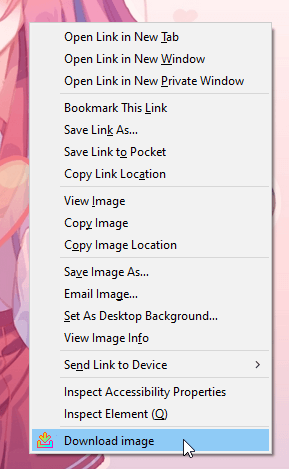 Open Link in New Tab
Open Link in New Window
Open Link in New Private Window
Bookmark This Link
Save Link As...
Save Link to Pocket
Copy Link Location
View Image
Copy Image
Copy Image Location
Save Image As...
Email Image...
Set As Desktop Background...
View Image Info
Send Link to Device
Inspect Accessibility Properties
Inspect Element (Q)
Download image